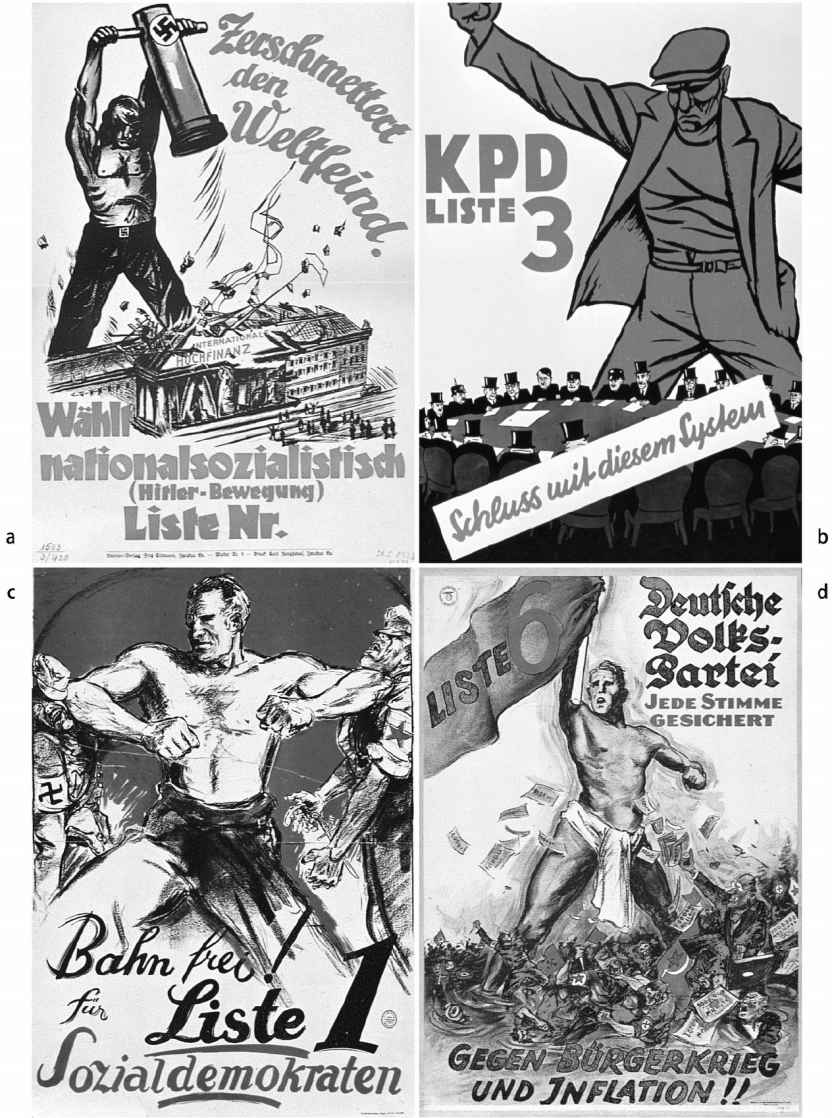 Zerschmettert
den
Weltfeind.
INTERNATIONALE
HOCHFINANZ
Wählt
nationalsozialistisch
(Hitler-Bewegung)
Liste Nr.
a
KPD
LISTE
3
Schluss mit diesem System
b
c
Bahn frei!
für Liste 1
Sozialdemokraten
d
LISTE 6
Deutsche
Volks-
Partei
JEDE STIMME
GESICHERT
GEGEN BÜRGERKRIEG
UND INFLATION!!